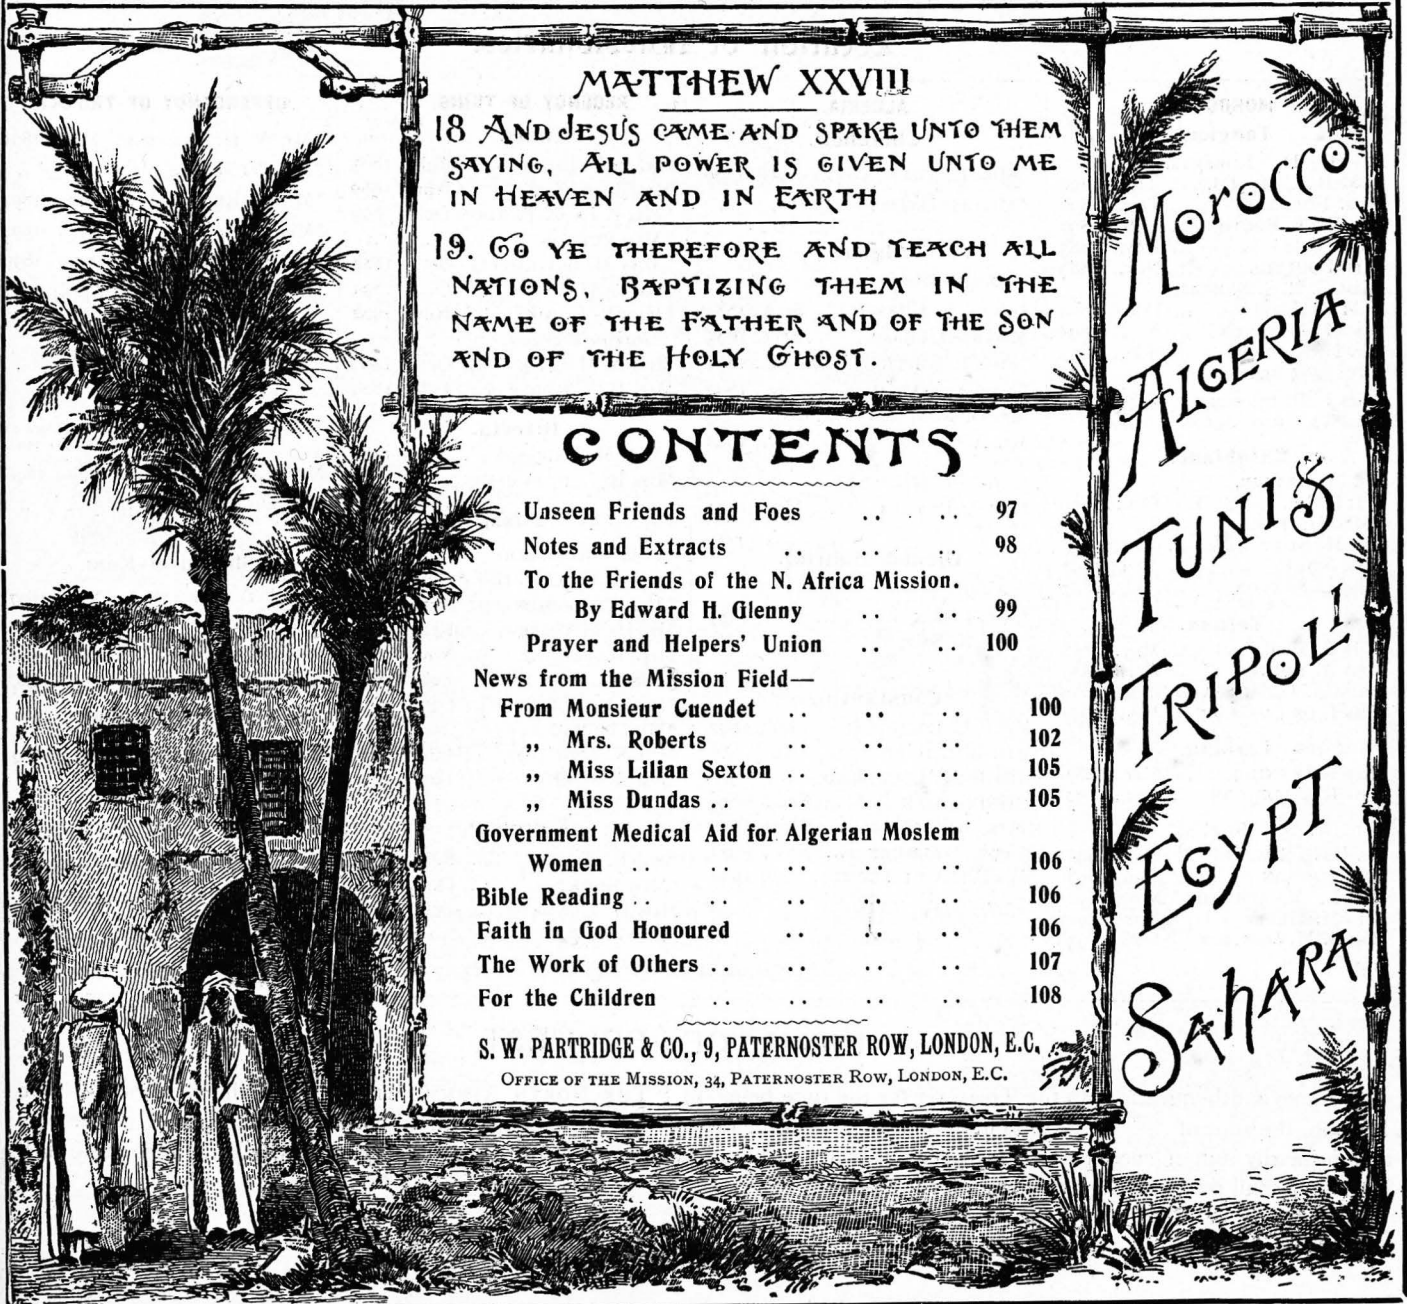 MATTHEW XXVIII
18 AND JESUS CAME AND SPAKE UNTO THEM
SAYING, ALL POWER IS GIVEN UNTO ME
IN HEAVEN AND IN EARTH
19. GO YE THEREFORE AND TEACH ALL
NATIONS, BAPTIZING THEM IN THE
NAME OF THE FATHER AND OF THE SON
AND OF THE HOLY GHOST.
CONTENTS
Unseen Friends and Foes .. .. 97
Notes and Extracts .. .. .. 98
To the Friends of the N. Africa Mission.
By Edward H. Glenny .. .. 99
Prayer and Helpers' Union .. .. 100
News from the Mission Field—
From Monsieur Cuendet .. .. .. 100
,, Mrs. Roberts .. .. .. 102
,, Miss Lilian Sexton .. .. .. 105
,, Miss Dundas .. .. .. 105
Government Medical Aid for Algerian Moslem
Women .. .. .. .. .. 106
Bible Reading .. .. .. .. .. 106
Faith in God Honoured .. .. .. 106
The Work of Others .. .. .. .. 107
For the Children .. .. .. .. 108
S. W. PARTRIDGE & CO., 9, PATERNOSTER ROW, LONDON, E.C.
OFFICE OF THE MISSION, 34, PATERNOSTER ROW, LONDON, E.C.
MOROCCO
ALGERIA
TUNIS
TRIPOLI
EGYPT
SAHARA